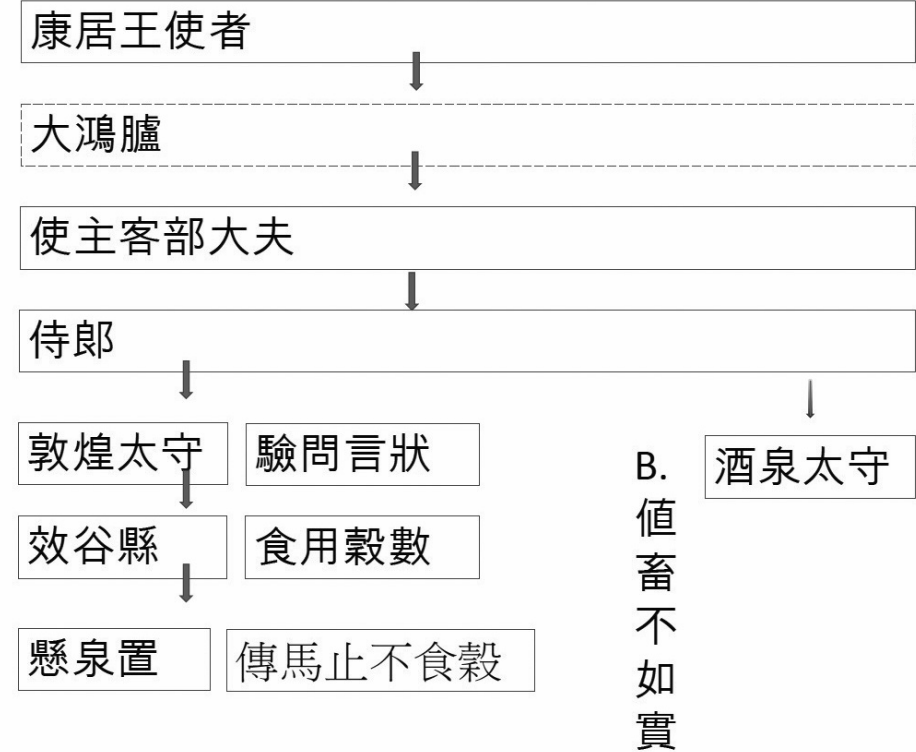 康居王使者
大鴻臚
使主客部大夫
侍郎
敦煌太守
驗問言狀
效谷縣
食用穀數
懸泉置
傳馬止不食穀
B.值畜不如實
酒泉太守